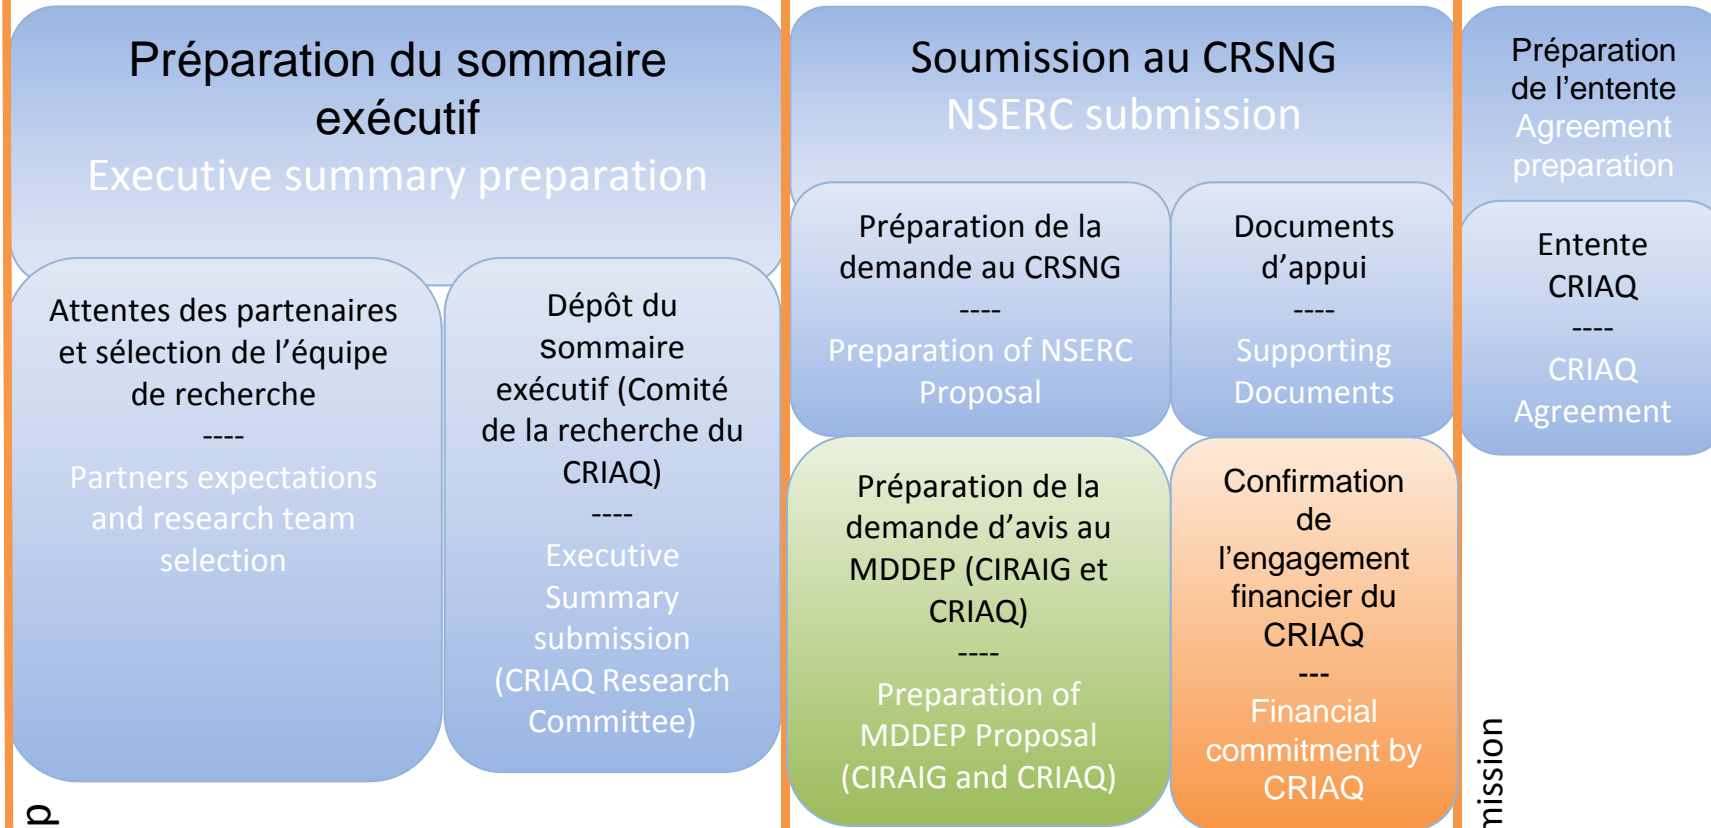 Préparation du sommaire
exécutif
Executive summary preparation
Attentes des partenaires
et sélection de l'équipe
de recherche
----
Partners expectations
and research team
selection
Dépôt du
sommaire
exécutif (Comité
de la recherche du
CRIAQ)
----
Executive
Summary
submission
(CRIAQ Research
Committee)
Soumission au CRSNG
NSERC submission
Préparation de la
demande au CRSNG
----
Preparation of NSERC
Proposal
Documents
d'appui
----
Supporting
Documents
Préparation de la
demande d'avis au
MDDEP (CIRAIG et
CRIAQ)
----
Preparation of
MDDEP Proposal
(CIRAIG and CRIAQ)
Confirmation
de
l'engagement
financier du
CRIAQ
---
Financial
commitment by
CRIAQ
Préparation
de l'entente
Agreement
preparation
Entente
CRIAQ
----
CRIAQ
Agreement
p
mission